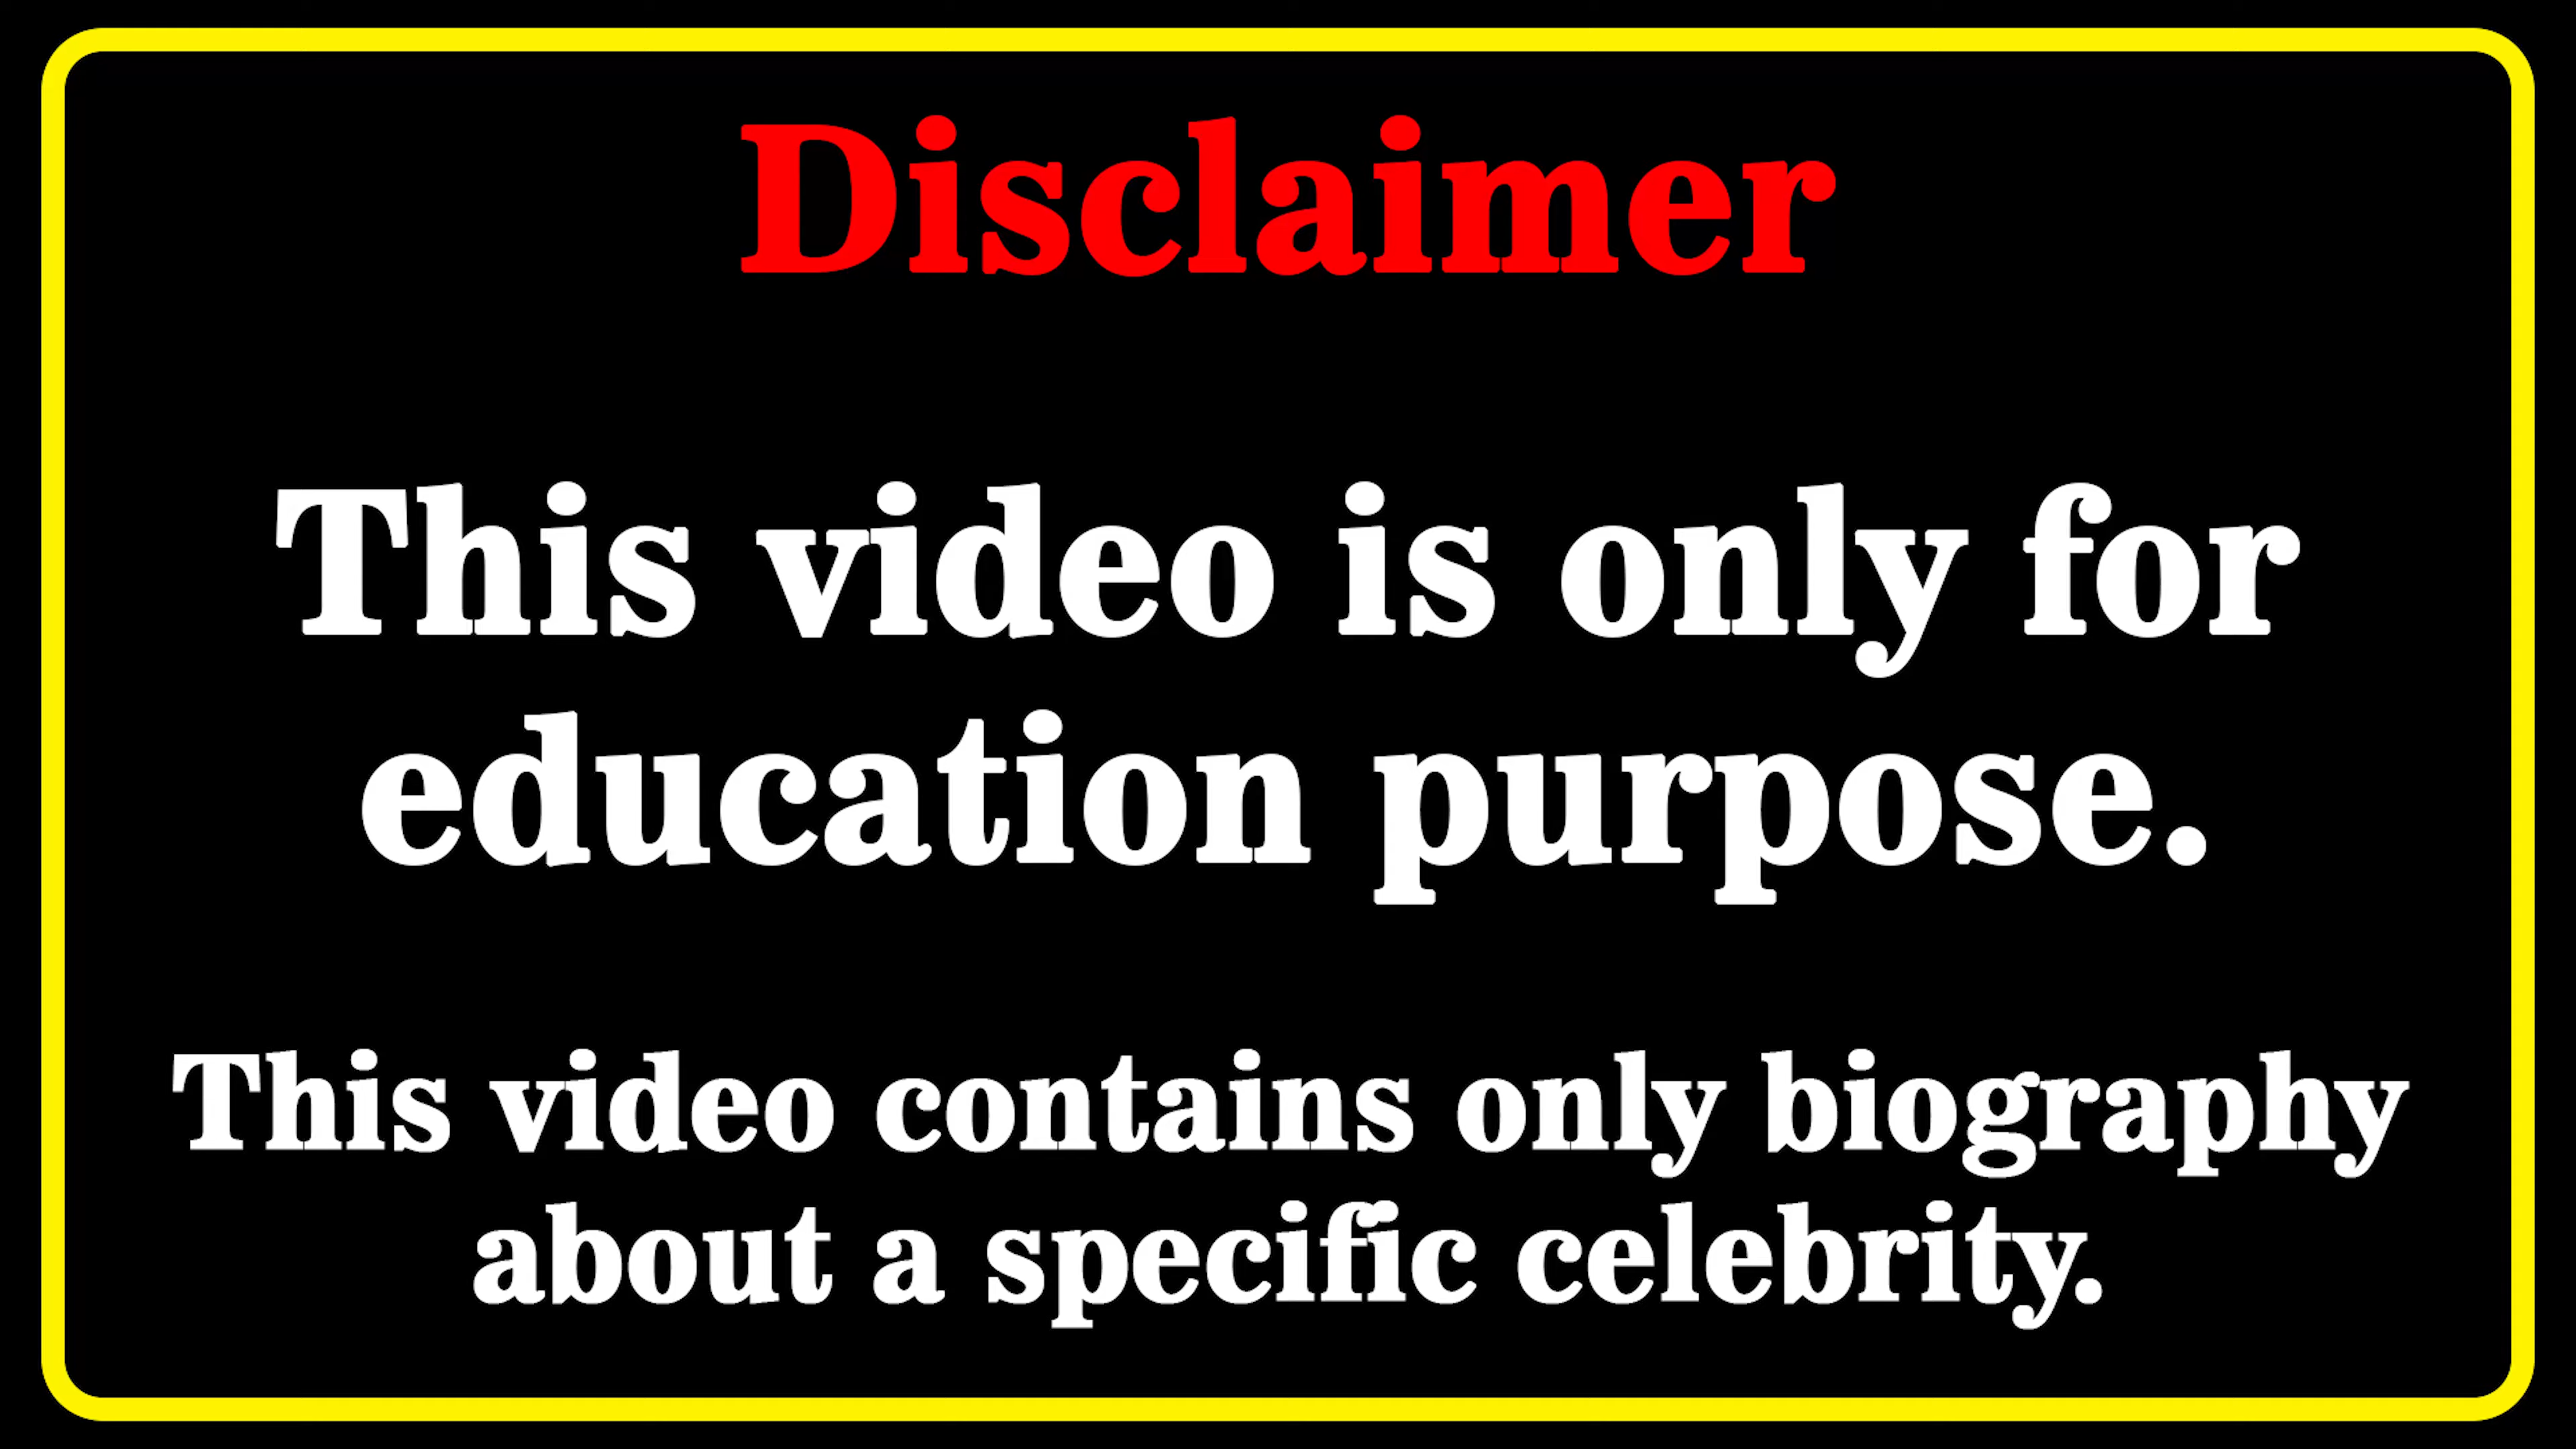 Disclaimer
This video is only for
education purpose.
This video contains only biography
about a specific celebrity.